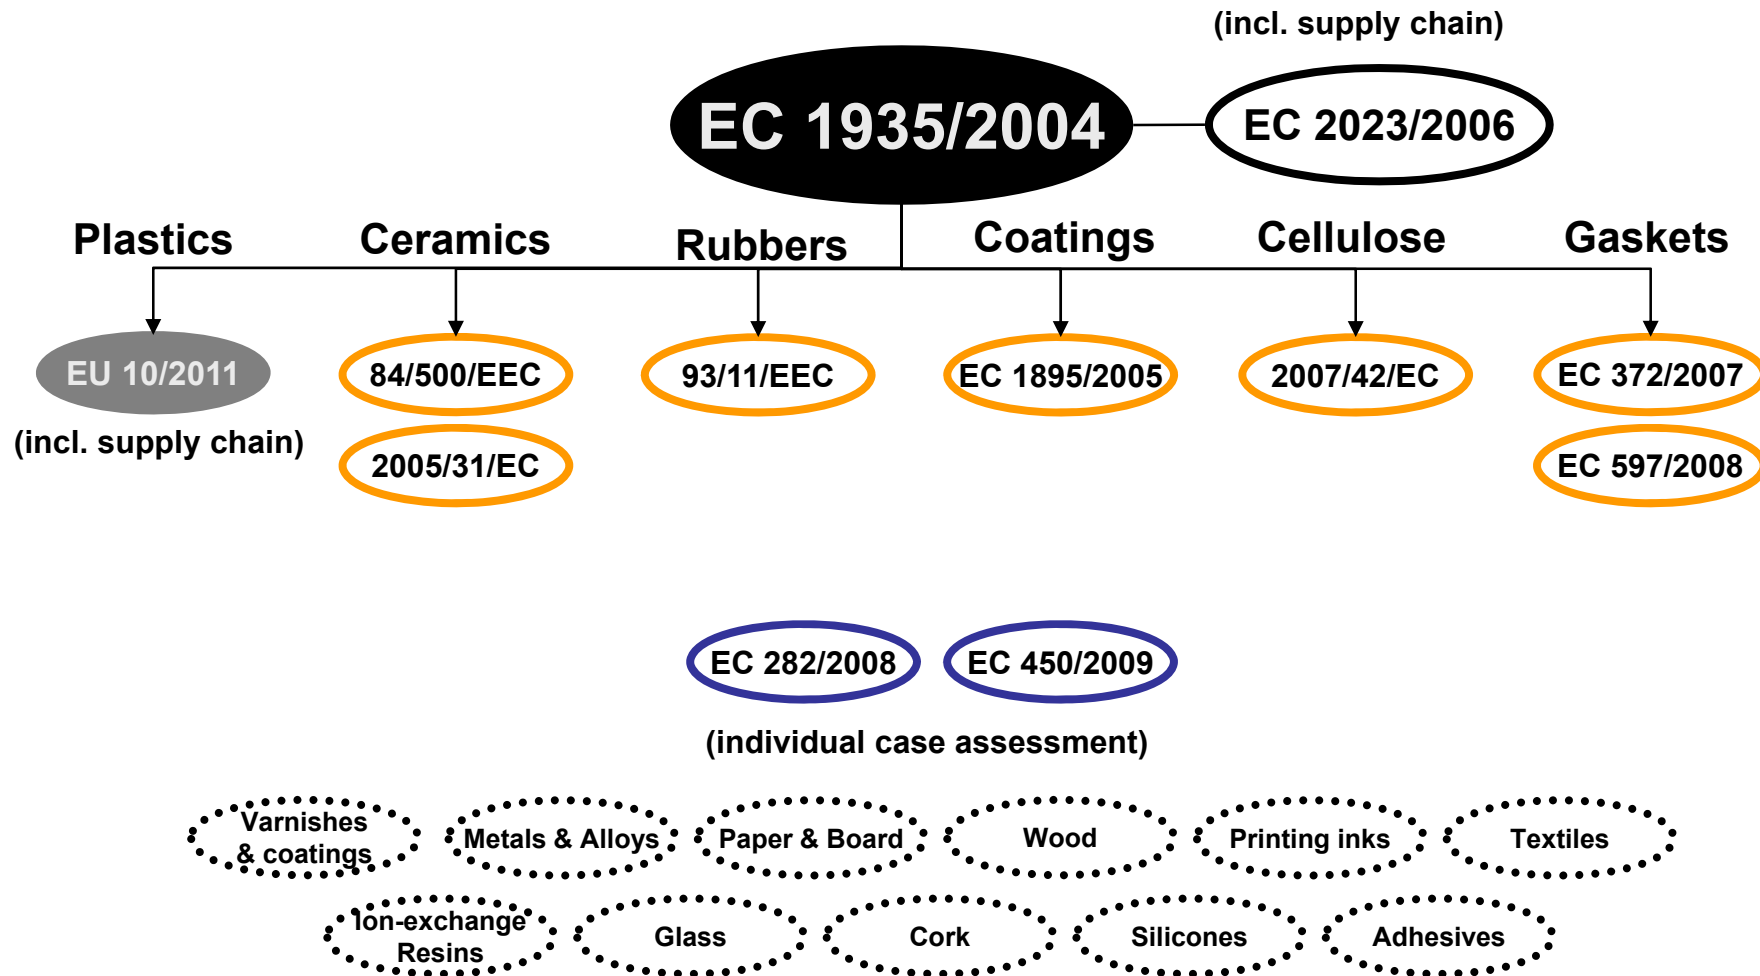 (incl. supply chain)
EC 1935/2004
EC 2023/2006
Plastics
Ceramics
Rubbers
Coatings
Cellulose
Gaskets
EU 10/2011
84/500/EEC
93/11/EEC
EC 1895/2005
2007/42/EC
EC 372/2007
(incl. supply chain)
2005/31/EC
EC 597/2008
EC 282/2008
EC 450/2009
(individual case assessment)
Varnishes
& coatings
Metals & Alloys
Paper & Board
Wood
Printing inks
Textiles
Ion-exchange
Resins
Glass
Cork
Silicones
Adhesives